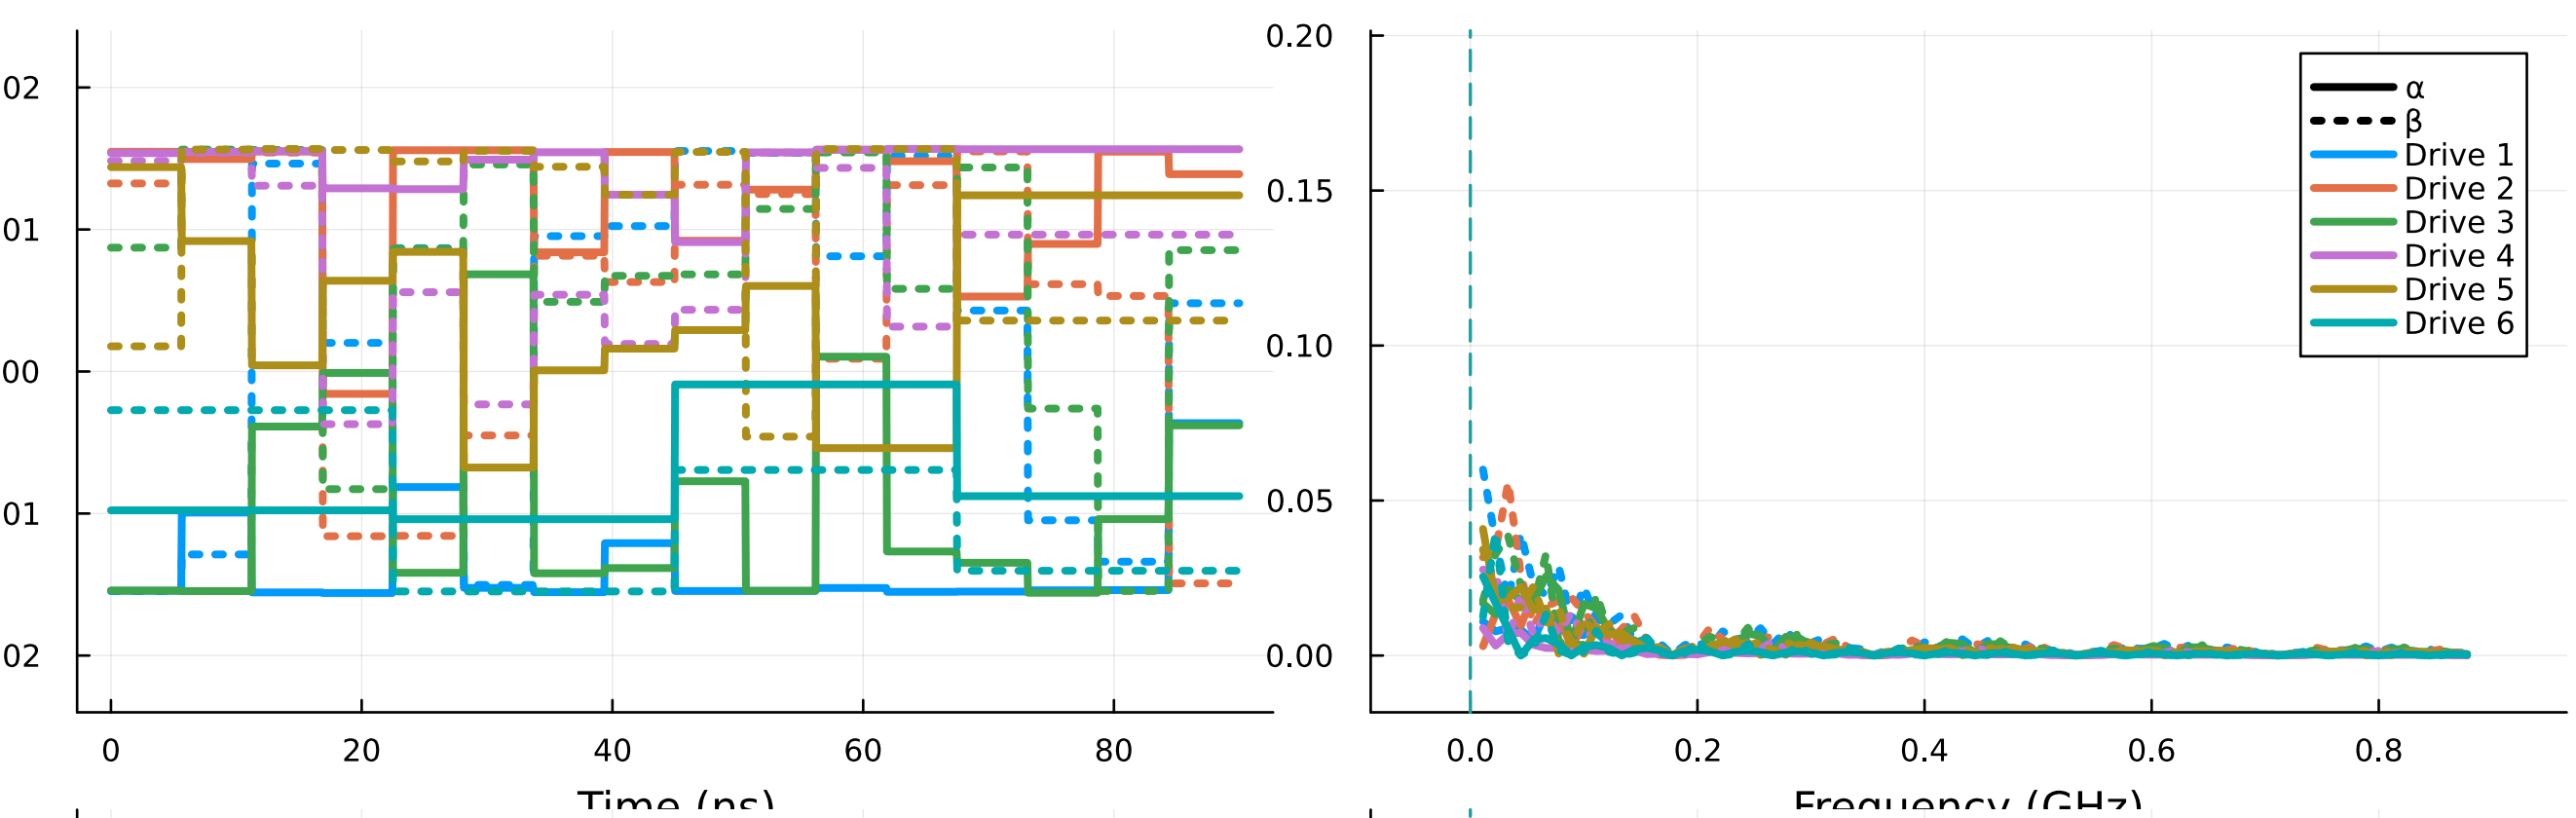 02
01
00
01
02
0
20
40
60
80
Time (ns)
0.20
0.15
0.10
0.05
0.00
0.0
0.2
0.4
0.6
0.8
Frequency (GHz)
α
β
Drive 1
Drive 2
Drive 3
Drive 4
Drive 5
Drive 6